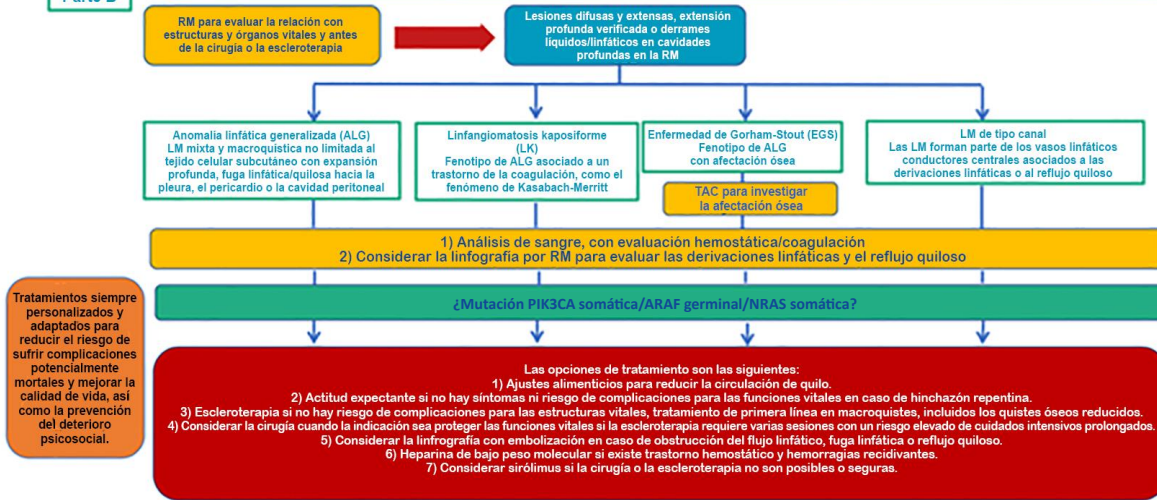 Parte B
RM para evaluar la relación con
estructuras y órganos vitales y antes
de la cirugía o la escleroterapia
Lesiones difusas y extensas, extensión
profunda verificada o derrames
líquidos/linfáticos en cavidades
profundas en la RM
Anomalia linfática generalizada (ALG)
LM mixta y macroquística no limitada al
tejido celular subcutáneo con expansión
profunda, fuga linfática/quilosa hacia la
pleura, el pericardio o la cavidad peritoneal
Linfangiomatosis kaposiforme
(LK)
Fenotipo de ALG asociado a un
trastorno de la coagulación, como el
fenómeno de Kasabach-Merritt
Enfermedad de Gorham-Stout (EGS)
Fenotipo de ALG
con afectación ósea
TAC para investigar
la afectación ósea
LM de tipo canal
Las LM forman parte de los vasos linfáticos
conductores centrales asociados a las
derivaciones linfáticas o al reflujo quiloso
1) Análisis de sangre, con evaluación hemostática/coagulación
2) Considerar la linfografía por RM para evaluar las derivaciones linfáticas y el reflujo quiloso
¿Mutación PIK3CA somática/ARAF germinal/NRAS somática?
Tratamientos siempre
personalizados y
adaptados para
reducir el riesgo de
sufrir complicaciones
potencialmente
mortales y mejorar la
calidad de vida, así
como la prevención
del deterioro
psicosocial.
Las opciones de tratamiento son las siguientes:
1) Ajustes alimenticios para reducir la circulación de quilo.
2) Actitud expectante si no hay síntomas ni riesgo de complicaciones para las funciones vitales en caso de hinchazón repentina.
3) Escleroterapia si no hay riesgo de complicaciones para las estructuras vitales, tratamiento de primera línea en macroquistes, incluidos los quistes óseos reducidos.
4) Considerar la cirugía cuando la indicación sea proteger las funciones vitales si la escleroterapia requiere varias sesiones con un riesgo elevado de cuidados intensivos prolongados.
5) Considerar la linfrografía con embolización en caso de obstrucción del flujo linfático, fuga linfática o reflujo quiloso.
6) Heparina de bajo peso molecular si existe trastorno hemostático y hemorragias recidivantes.
7) Considerar sirólimus si la cirugía o la escleroterapia no son posibles o seguras.